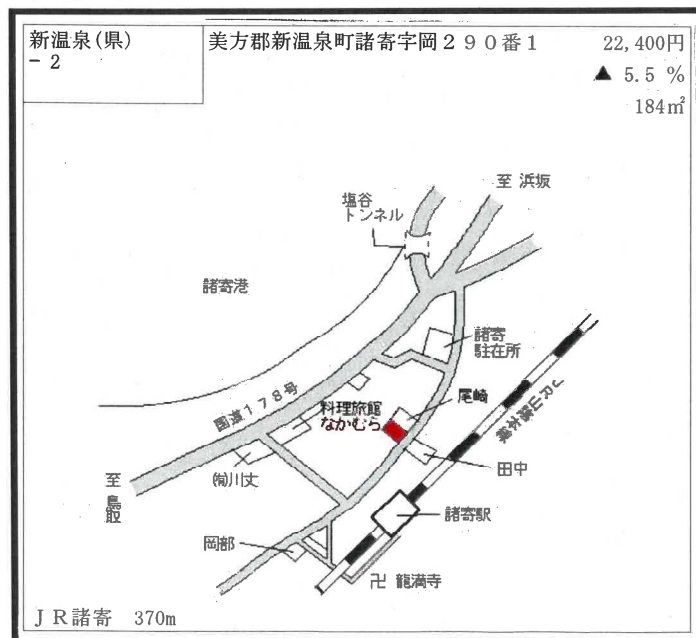 新温泉(県)
－2
美方郡新温泉町諸寄字岡２９０番１
22,400円
▲ 5.5 %
184㎡
至 浜坂
塩谷
トンネル
諸寄港
諸寄
駐在所
国道178号
料理旅館
なかむら
尾崎
JR山陰本線
㈲川丈
田中
至鳥取
諸寄駅
岡部
卍 龍満寺
ＪＲ諸寄 370m